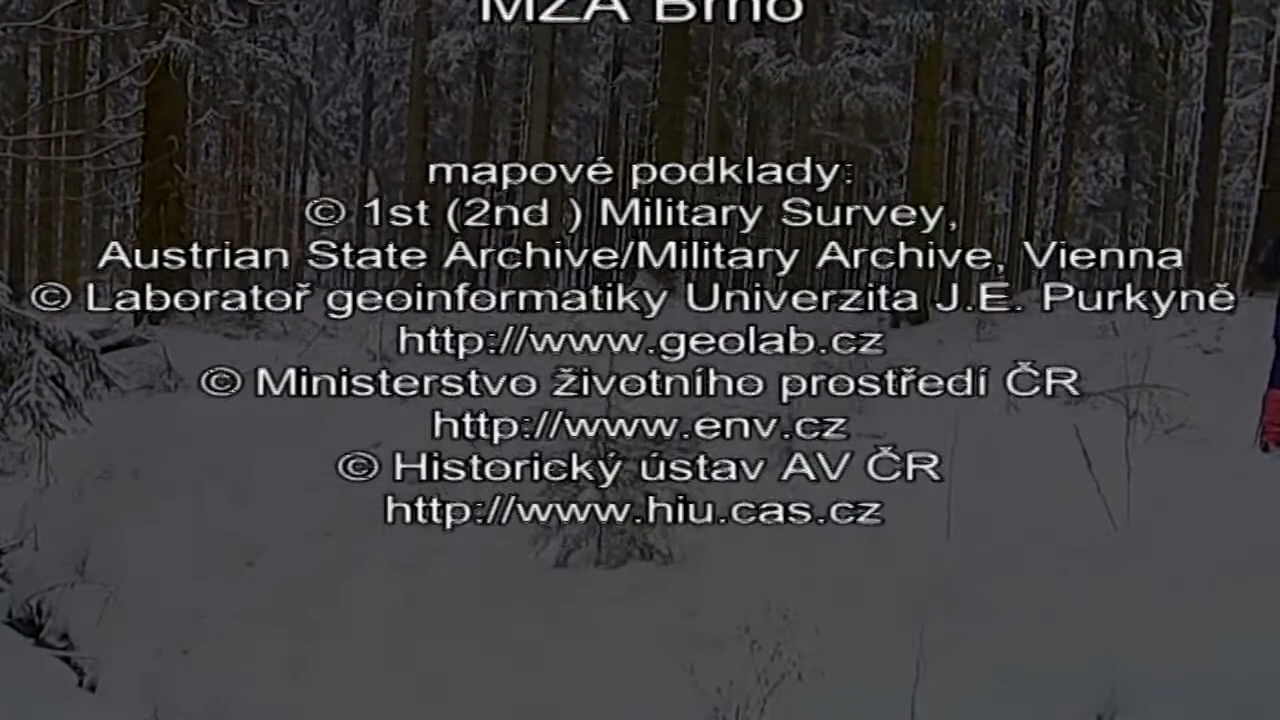 MZA Brno
mapové podklady:
© 1st (2nd ) Military Survey,
Austrian State Archive/Military Archive, Vienna
© Laboratoř geoinformatiky Univerzita J.E. Purkyně
http://www.geolab.cz
© Ministerstvo životního prostředí ČR
http://www.env.cz
© Historický ústav AV ČR
http://www.hiu.cas.cz